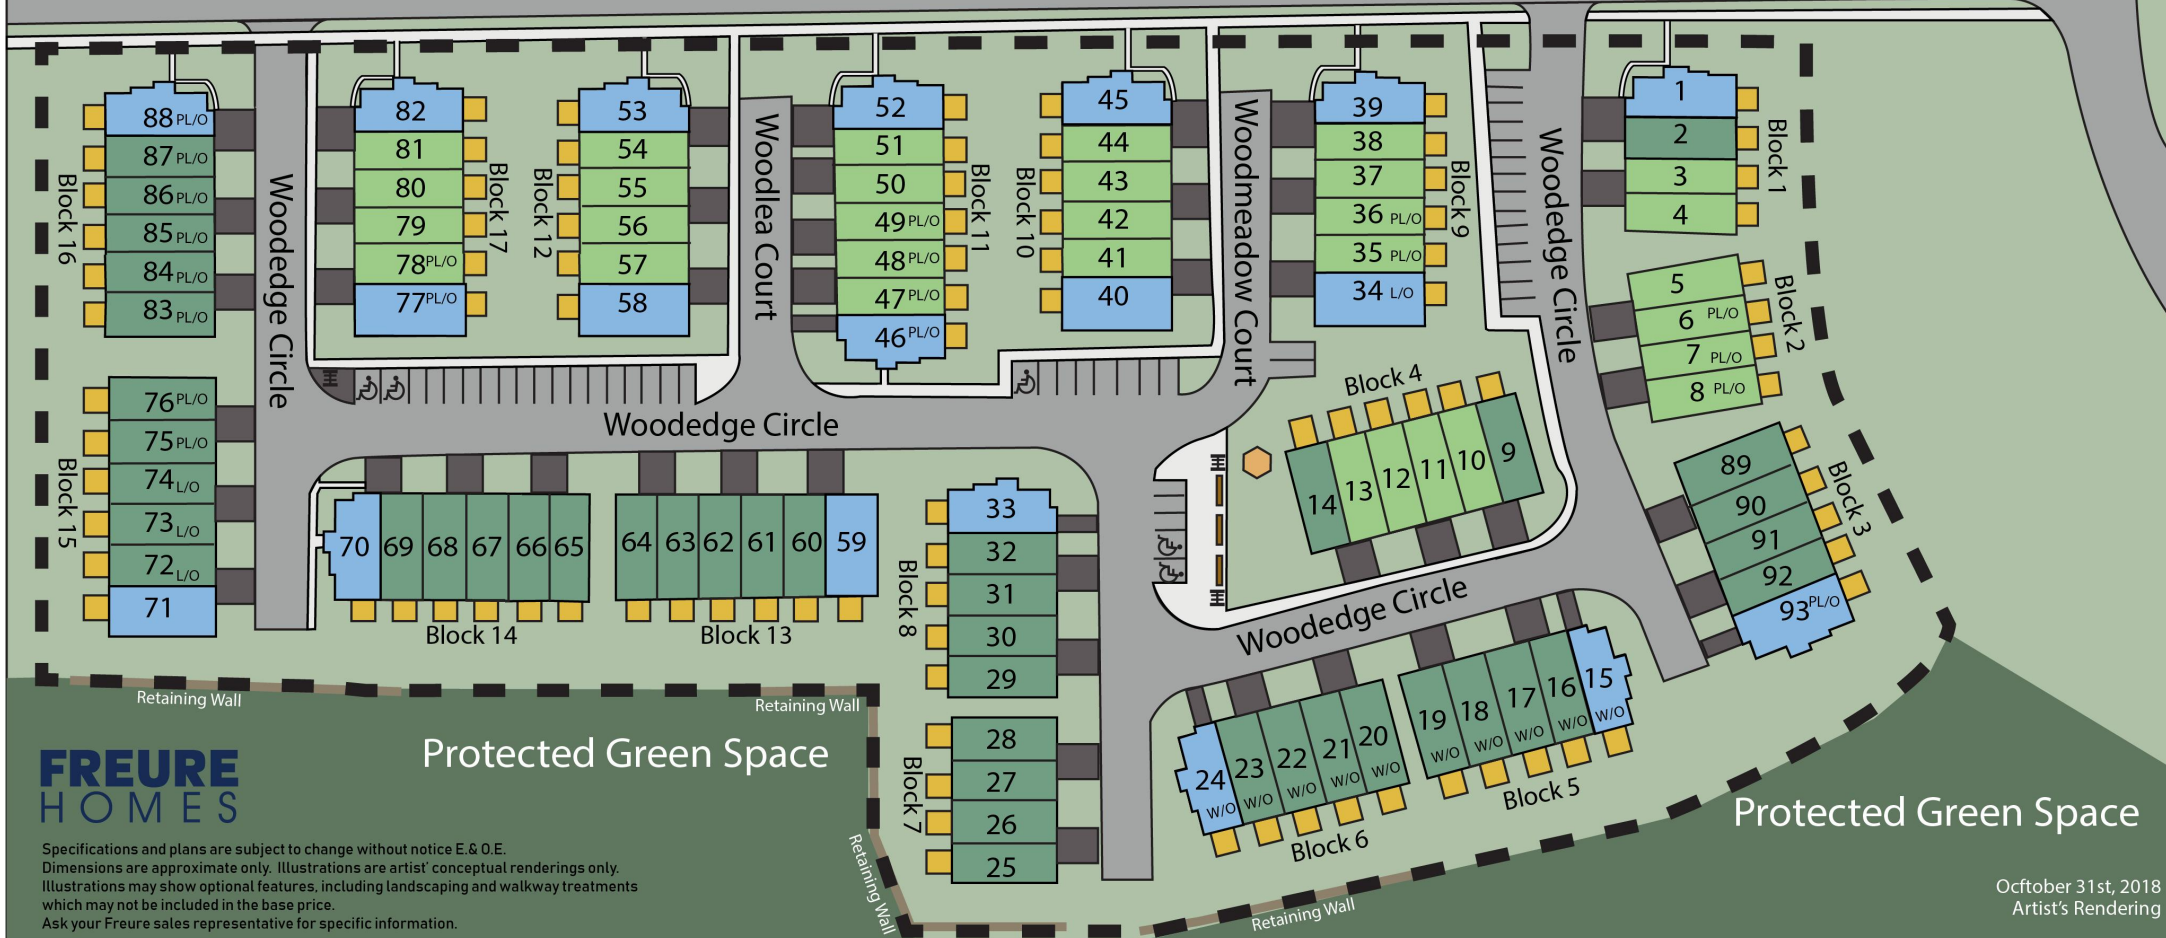 88 PL/O
87 PL/O
86 PL/O
85 PL/O
84 PL/O
83 PL/O
Block 16
76 PL/O
75 PL/O
74 L/O
73 L/O
72 L/O
71
Block 15
Woodedge Circle
82
81
80
79
78 PL/O
77 PL/O
Block 17
53
54
55
56
57
58
Block 12
Woodlea Court
52
51
50
49 PL/O
48 PL/O
47 PL/O
46 PL/O
Block 11
45
44
43
42
41
40
Block 10
Woodmeadow Court
39
38
37
36 PL/O
35 PL/O
34 L/O
Block 9
Woodedge Circle
1
2
3
4
Block 1
5
6 PL/O
7 PL/O
8 PL/O
Block 2
89
90
91
92
93 PL/O
Block 3
Block 4
14
13
12
11
10
9
Woodedge Circle
70
69
68
67
66
65
Block 14
64
63
62
61
60
59
Block 13
33
32
31
30
29
Block 8
28
27
26
25
Block 7
Woodedge Circle
24 W/O
23 W/O
22 W/O
21 W/O
20 W/O
Block 6
19 W/O
18 W/O
17 W/O
16 W/O
15 W/O
Block 5
Retaining Wall
Retaining Wall
Retaining Wall
Retaining Wall
Protected Green Space
Protected Green Space
FREURE
HOMES
Specifications and plans are subject to change without notice E.& O.E.
Dimensions are approximate only. Illustrations are artist' conceptual renderings only.
Illustrations may show optional features, including landscaping and walkway treatments
which may not be included in the base price.
Ask your Freure sales representative for specific information.
Ocftober 31st, 2018
Artist's Rendering